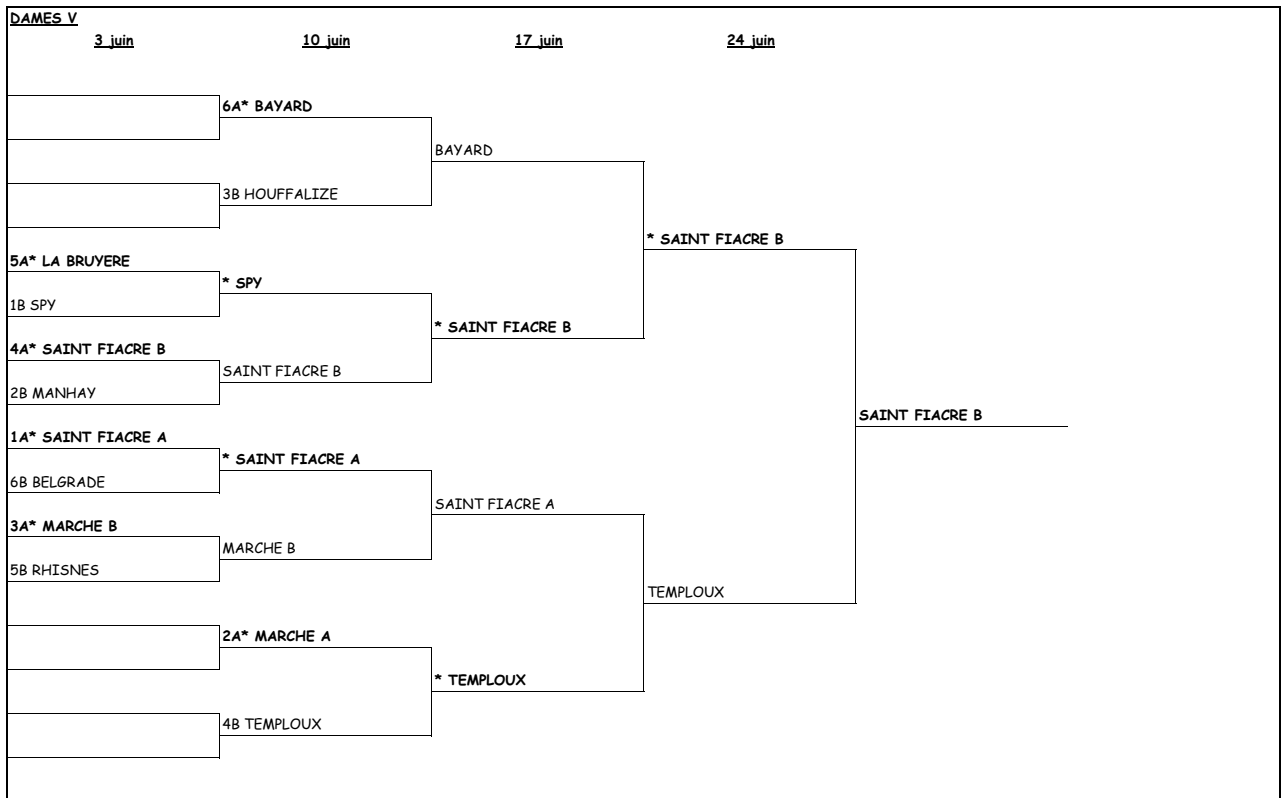 DAMES V
3 juin
10 juin
17 juin
24 juin
6A* BAYARD
BAYARD
3B HOUFFALIZE
* SAINT FIACRE B
5A* LA BRUYERE
* SPY
1B SPY
* SAINT FIACRE B
4A* SAINT FIACRE B
SAINT FIACRE B
2B MANHAY
SAINT FIACRE B
1A* SAINT FIACRE A
* SAINT FIACRE A
6B BELGRADE
SAINT FIACRE A
3A* MARCHE B
MARCHE B
5B RHISNES
TEMPLOUX
2A* MARCHE A
* TEMPLOUX
4B TEMPLOUX